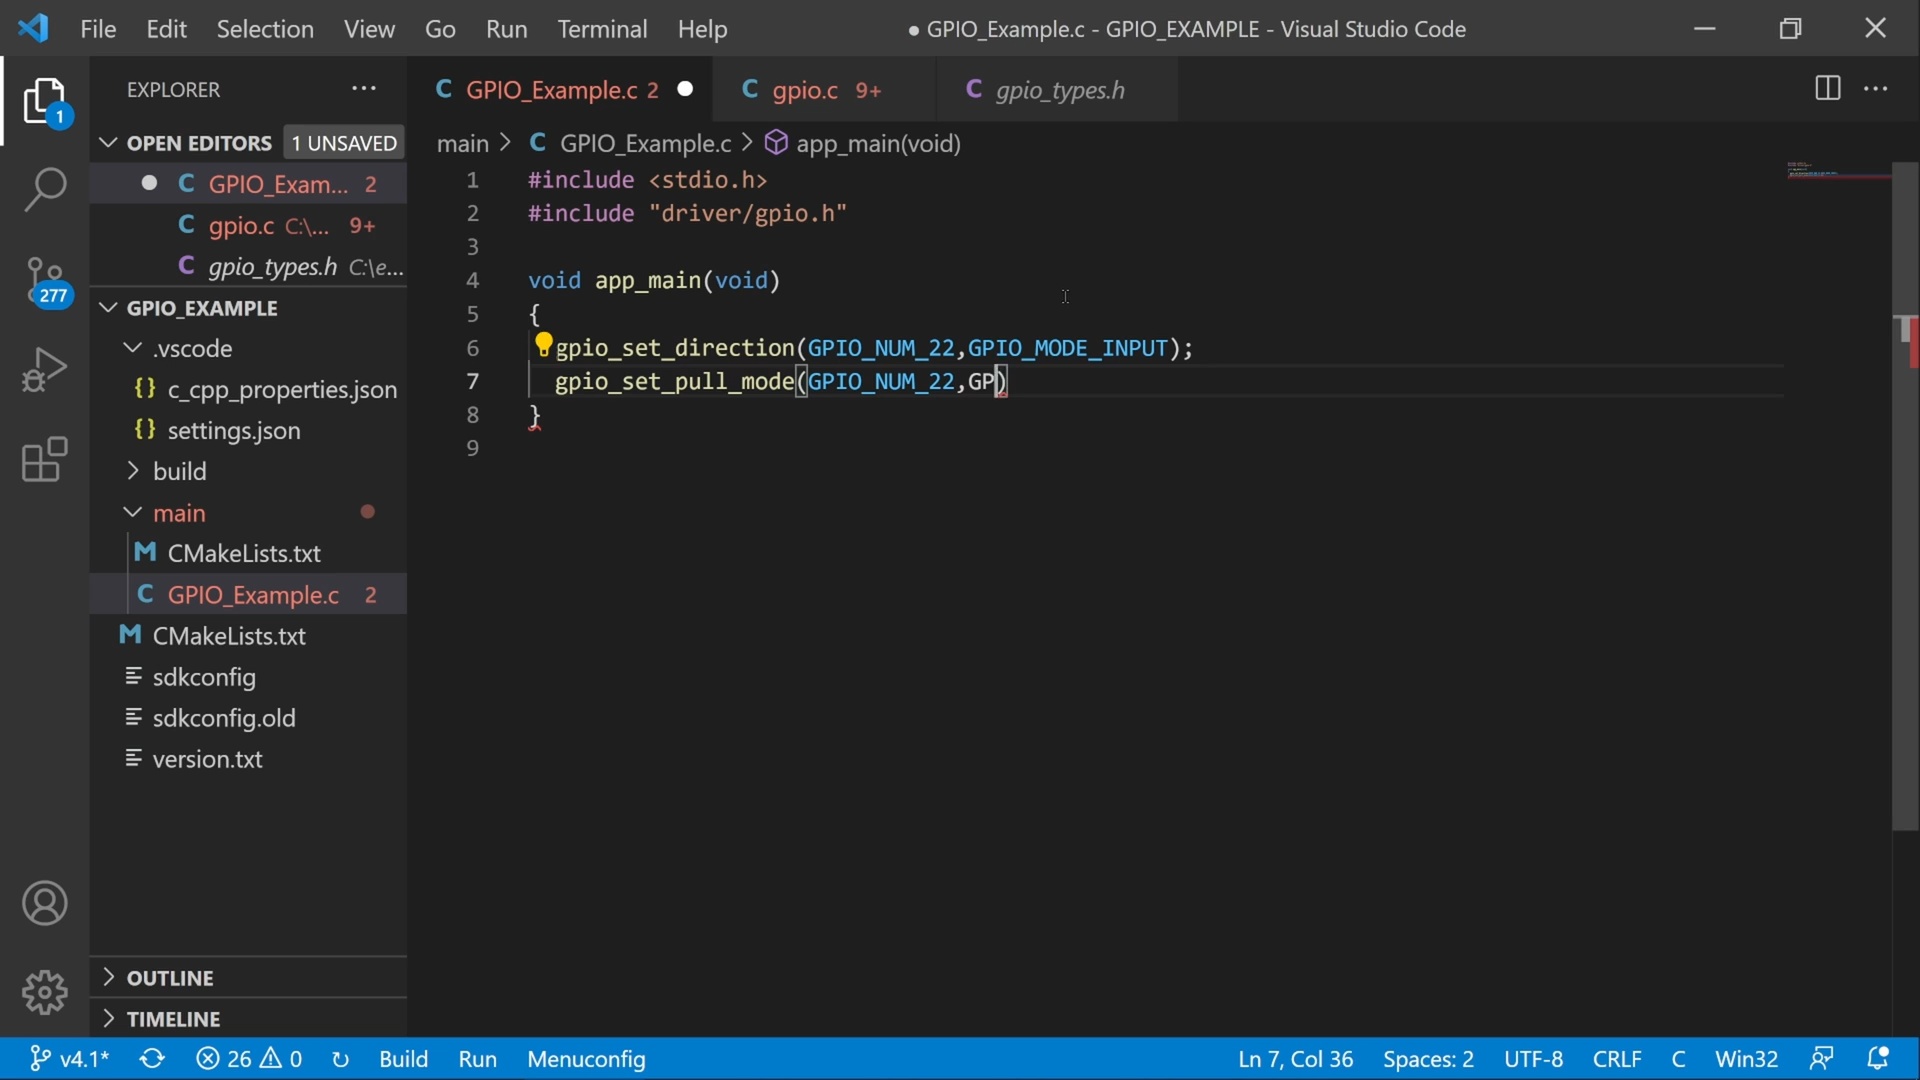 File Edit Selection View Go Run Terminal Help ● GPIO_Example.c - GPIO_EXAMPLE - Visual Studio Code
EXPLORER ···
C GPIO_Example.c 2 ●
C gpio.c 9+
C gpio_types.h
1
OPEN EDITORS 1 UNSAVED
C GPIO_Exam... 2
C gpio.c C:\... 9+
C gpio_types.h C:\e...
277
GPIO_EXAMPLE
.vscode
{} c_cpp_properties.json
{} settings.json
build
main
M CMakeLists.txt
C GPIO_Example.c 2
M CMakeLists.txt
sdkconfig
sdkconfig.old
version.txt
OUTLINE
TIMELINE
main > C GPIO_Example.c > app_main(void)
1 #include <stdio.h>
2 #include "driver/gpio.h"
3
4 void app_main(void)
5 {
6 gpio_set_direction(GPIO_NUM_22,GPIO_MODE_INPUT);
7 gpio_set_pull_mode(GPIO_NUM_22,GP)
8 }
9
v4.1* 26 0 Build Run Menuconfig Ln 7, Col 36 Spaces: 2 UTF-8 CRLF C Win32